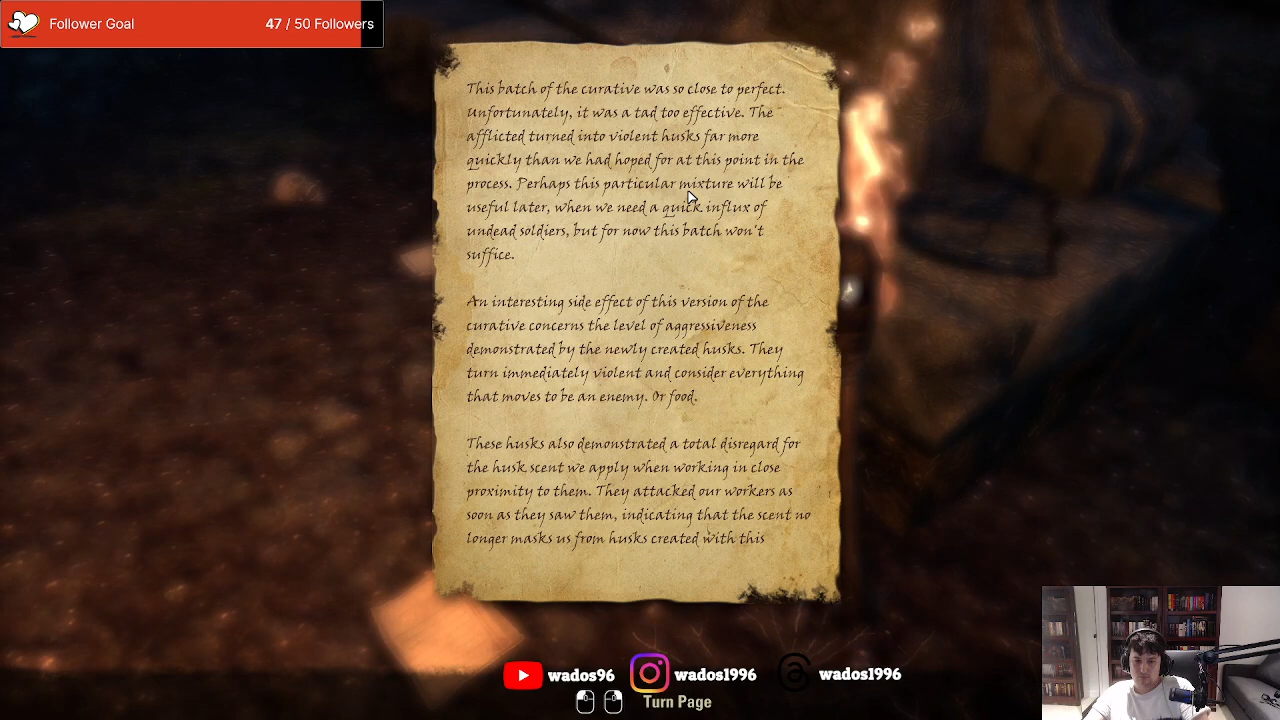 Follower Goal 47 / 50 Followers
This batch of the curative was so close to perfect.
Unfortunately, it was a tad too effective. The
afflicted turned into violent husks far more
quickly than we had hoped for at this point in the
process. Perhaps this particular mixture will be
useful later, when we need a quick influx of
undead soldiers, but for now this batch won't
suffice.
An interesting side effect of this version of the
curative concerns the level of aggressiveness
demonstrated by the newly created husks. They
turn immediately violent and consider everything
that moves to be an enemy. Or food.
These husks also demonstrated a total disregard for
the husk scent we apply when working in close
proximity to them. They attacked our workers as
soon as they saw them, indicating that the scent no
longer masks us from husks created with this
wados96 wados1996 wados1996
Turn Page